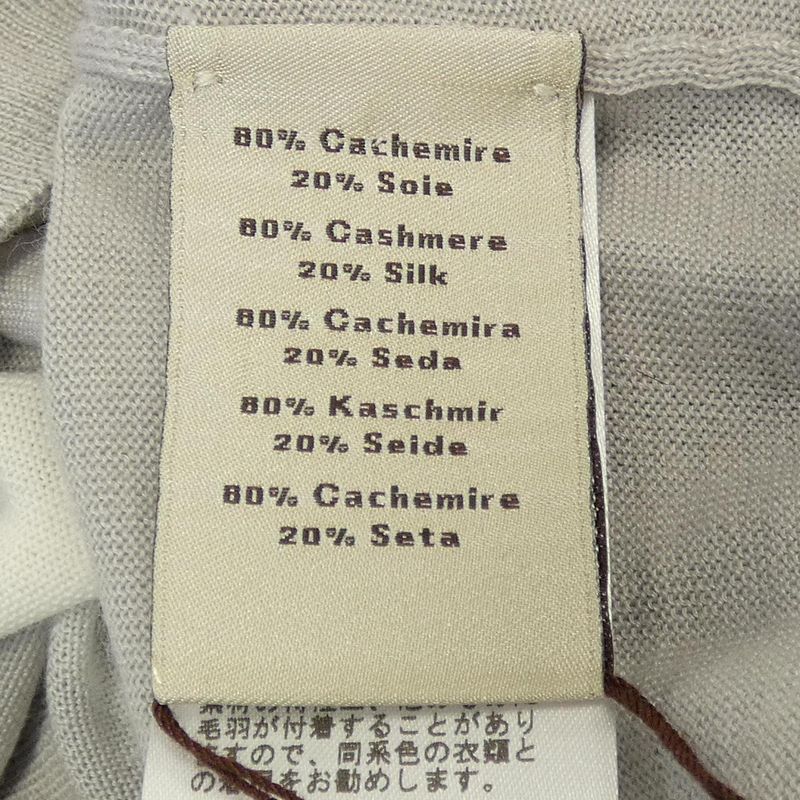 80% Cachemire
20% Soie
80% Cashmere
20% Silk
80% Cachemira
20% Seda
80% Kaschmir
20% Seide
80% Cachemire
20% Seta
毛羽が付着することがあり
ますので、同系色の衣類と
の着用をお勧めします。